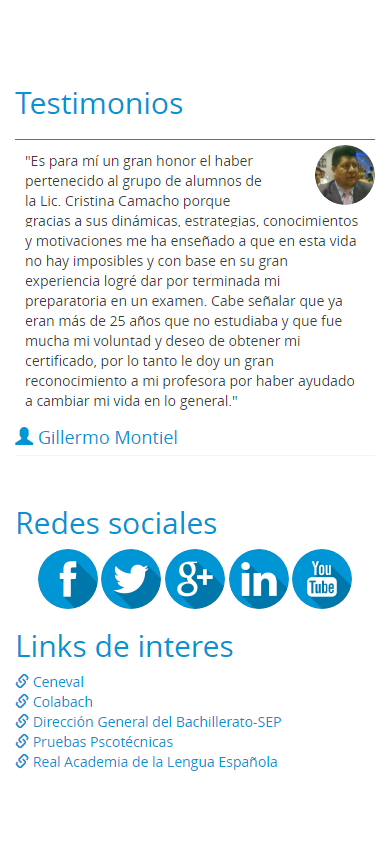 Testimonios
"Es para mí un gran honor el haber
pertenecido al grupo de alumnos de
la Lic. Cristina Camacho porque
gracias a sus dinámicas, estrategias, conocimientos
y motivaciones me ha enseñado a que en esta vida
no hay imposibles y con base en su gran
experiencia logré dar por terminada mi
preparatoria en un examen. Cabe señalar que ya
eran más de 25 años que no estudiaba y que fue
mucha mi voluntad y deseo de obtener mi
certificado, por lo tanto le doy un gran
reconocimiento a mi profesora por haber ayudado
a cambiar mi vida en lo general."
Gillermo Montiel
Redes sociales
f g+ in You Tube
Links de interes
Ceneval
Colabach
Dirección General del Bachillerato-SEP
Pruebas Pscotécnicas
Real Academia de la Lengua Española